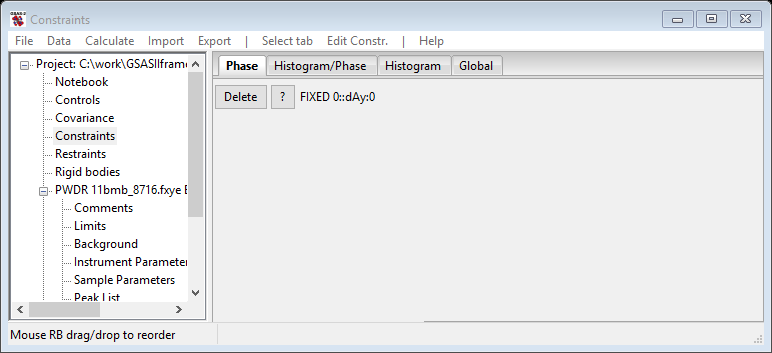 Constraints
File Data Calculate Import Export | Select tab Edit Constr. | Help
Project: C:\work\GSASIIframe
Notebook
Controls
Covariance
Constraints
Restraints
Rigid bodies
PWDR 11bmb_8716.fxye B
Comments
Limits
Background
Instrument Parameter
Sample Parameters
Peak List
Phase Histogram/Phase Histogram Global
Delete ? FIXED 0::dAy:0
Mouse RB drag/drop to reorder